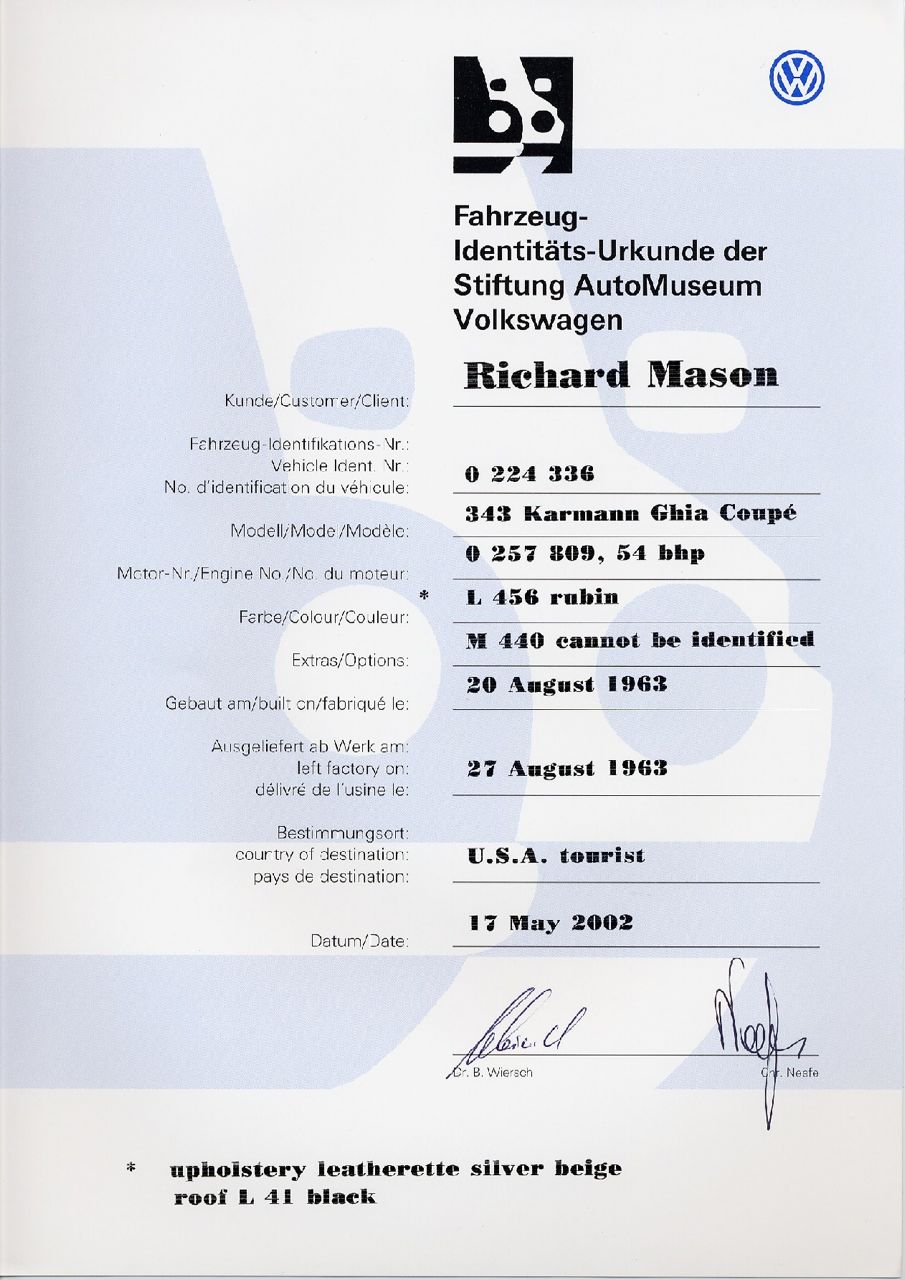 Fahrzeug-
Identitäts-Urkunde der
Stiftung AutoMuseum
Volkswagen
Richard Mason
Kunde/Customer/Client:
Fahrzeug-Identifikations-Nr.:
Vehicle Ident. Nr.:
0 224 336
No. d'identification du véhicule:
343 Karmann Ghia Coupé
Modell/Model/Modèle:
0 257 809, 54 bhp
Motor-Nr./Engine No./No. du moteur:
* L 456 rubin
Farbe/Colour/Couleur:
M 440 cannot be identified
Extras/Options:
20 August 1963
Gebaut am/built on/fabriqué le:
Ausgeliefert ab Werk am:
left factory on:
27 August 1963
délivré de l'usine le:
Bestimmungsort:
country of destination:
U.S.A. tourist
pays de destination:
17 May 2002
Datum/Date:
Dr. B. Wiersch
Chr. Neefe
* upholstery leatherette silver beige
roof L 41 black